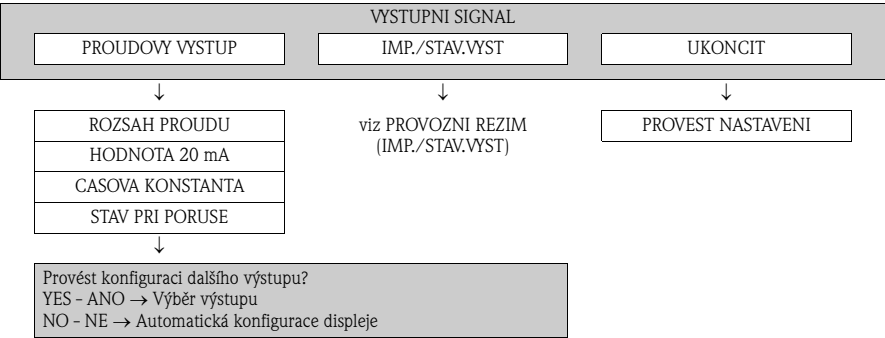 VYSTUPNI SIGNAL
PROUDOVY VYSTUP
IMP./STAV.VYST
UKONCIT
↓ ↓ ↓
ROZSAH PROUDU
HODNOTA 20 mA
CASOVA KONSTANTA
STAV PRI PORUSE
viz PROVOZNI REZIM
(IMP./STAV.VYST)
PROVEST NASTAVENI
↓
Provést konfiguraci dalšího výstupu?
YES - ANO → Výběr výstupu
NO - NE → Automatická konfigurace displeje